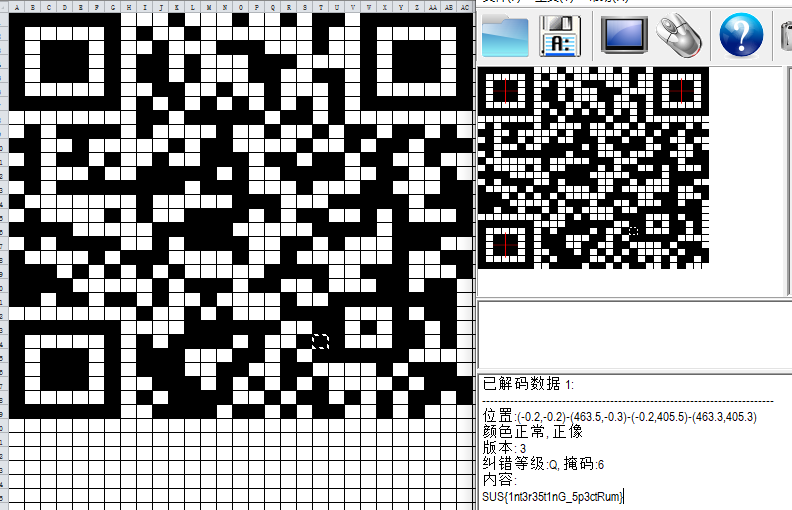 A B C D E F G H I J K L M N O P Q R S T U V W X Y Z AA AB AC
A:
?
已解码数据 1:
位置:(-0.2,-0.2)-(463.5,-0.3)-(-0.2,405.5)-(463.3,405.3)
颜色正常, 正像
版本: 3
纠错等级:Q, 掩码:6
内容:
SUS{1nt3r35t1nG_5p3ctRum}